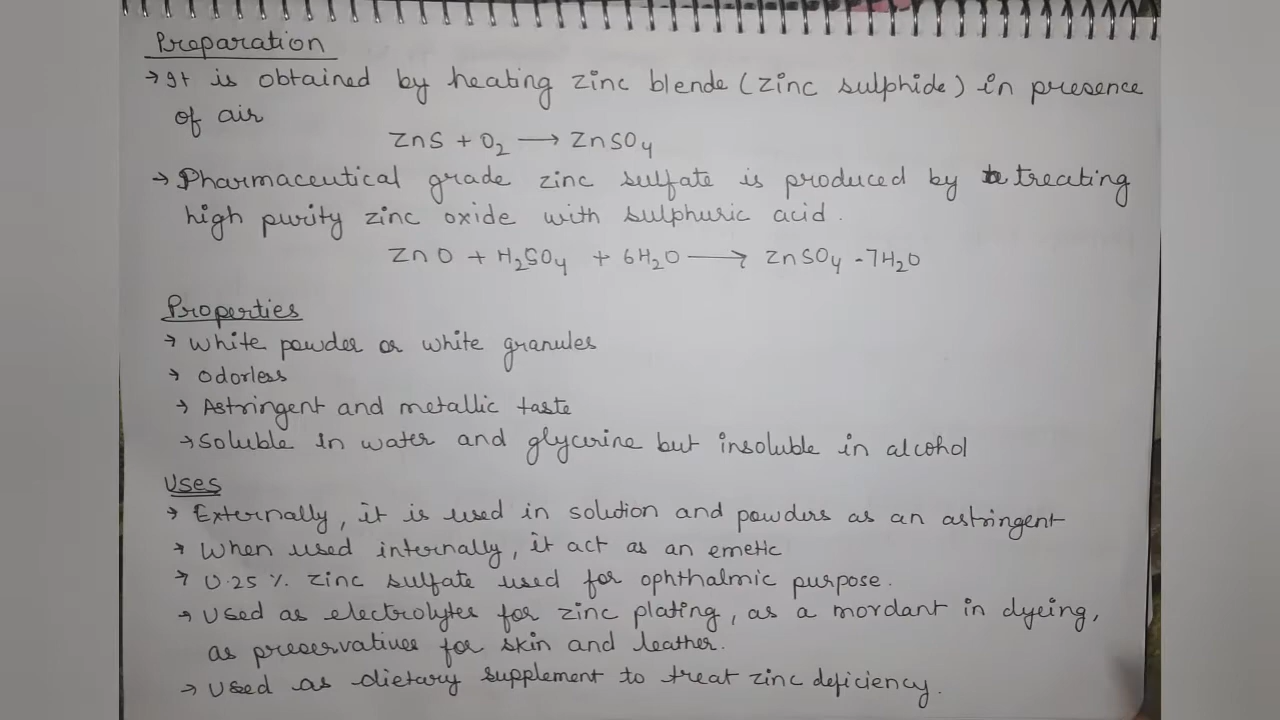 Preparation
→ It is obtained by heating zinc blende (zinc sulphide) in presence
of air
ZnS + O₂ ⟶ ZnSO₄
→ Pharmaceutical grade zinc sulfate is produced by treating
high purity zinc oxide with sulphuric acid.
ZnO + H₂SO₄ + 6H₂O ⟶ ZnSO₄ - 7H₂O
Properties
→ White powder or white granules
→ Odorless
→ Astringent and metallic taste
→ Soluble in water and glycerine but insoluble in alcohol
Uses
→ Externally, it is used in solution and powders as an astringent
→ When used internally, it act as an emetic
→ 0.25 % zinc sulfate used for ophthalmic purpose.
→ Used as electrolytes for zinc plating, as a mordant in dyeing,
as preservatives for skin and leather.
→ Used as dietary supplement to treat zinc deficiency.